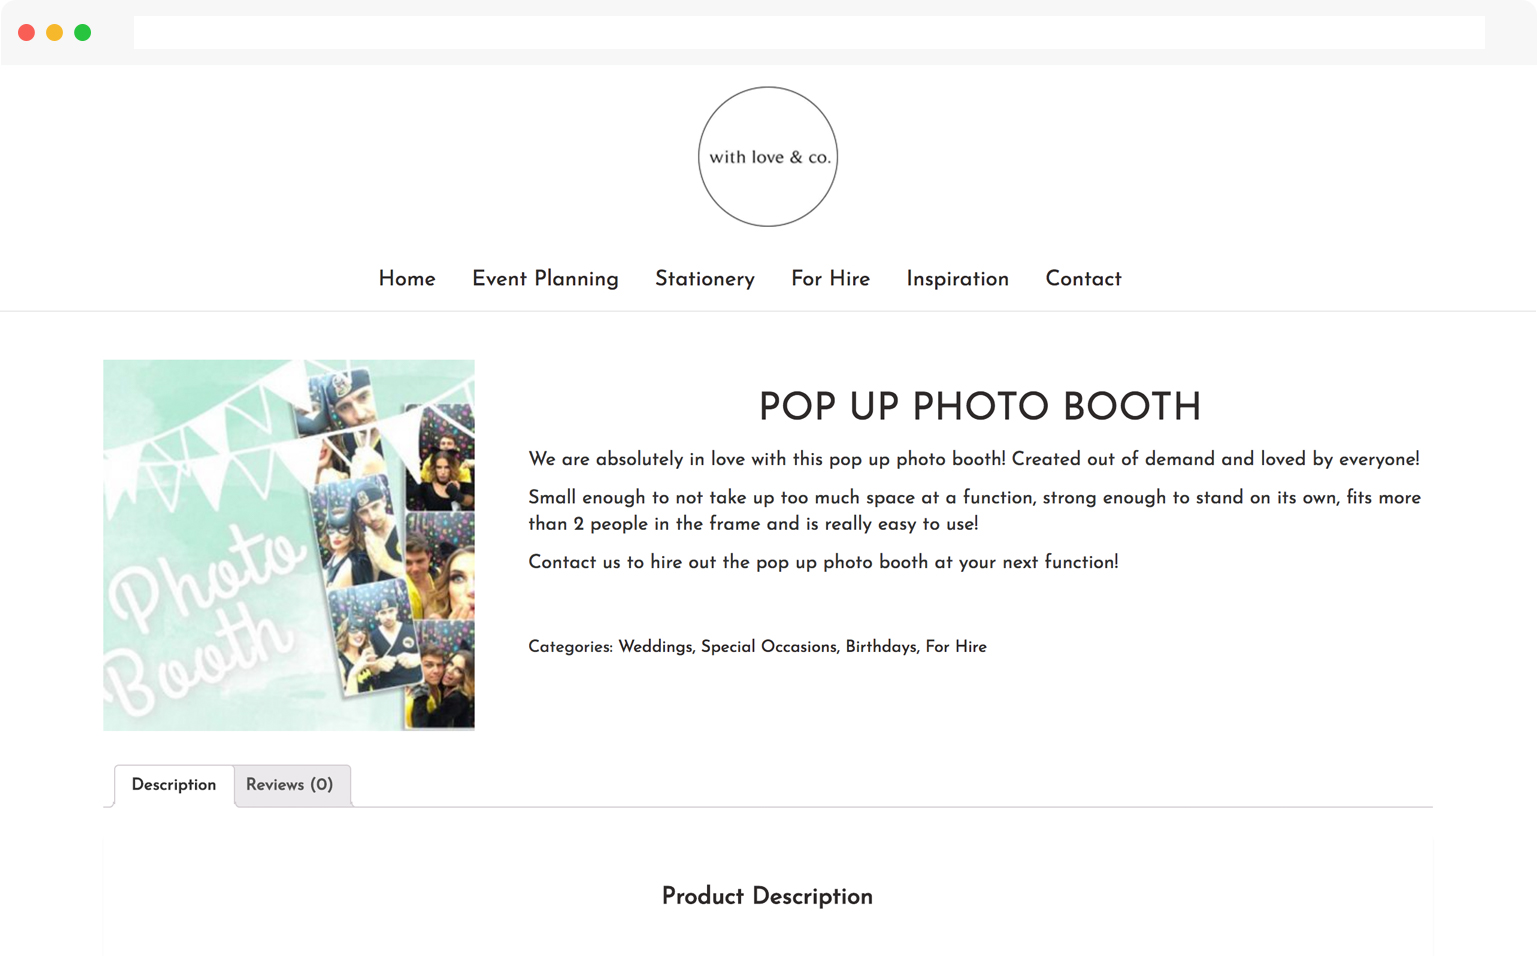 with love & co.
Home Event Planning Stationery For Hire Inspiration Contact
Photo
Booth
POP UP PHOTO BOOTH
We are absolutely in love with this pop up photo booth! Created out of demand and loved by everyone!
Small enough to not take up too much space at a function, strong enough to stand on its own, fits more
than 2 people in the frame and is really easy to use!
Contact us to hire out the pop up photo booth at your next function!
Categories: Weddings, Special Occasions, Birthdays, For Hire
Description Reviews (0)
Product Description